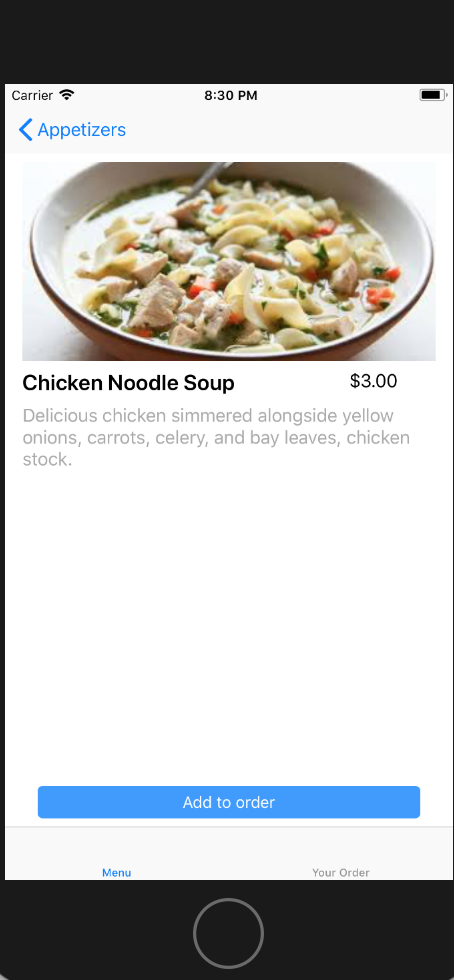 Carrier 8:30 PM
Appetizers
Chicken Noodle Soup $3.00
Delicious chicken simmered alongside yellow
onions, carrots, celery, and bay leaves, chicken
stock.
Add to order
Menu Your Order